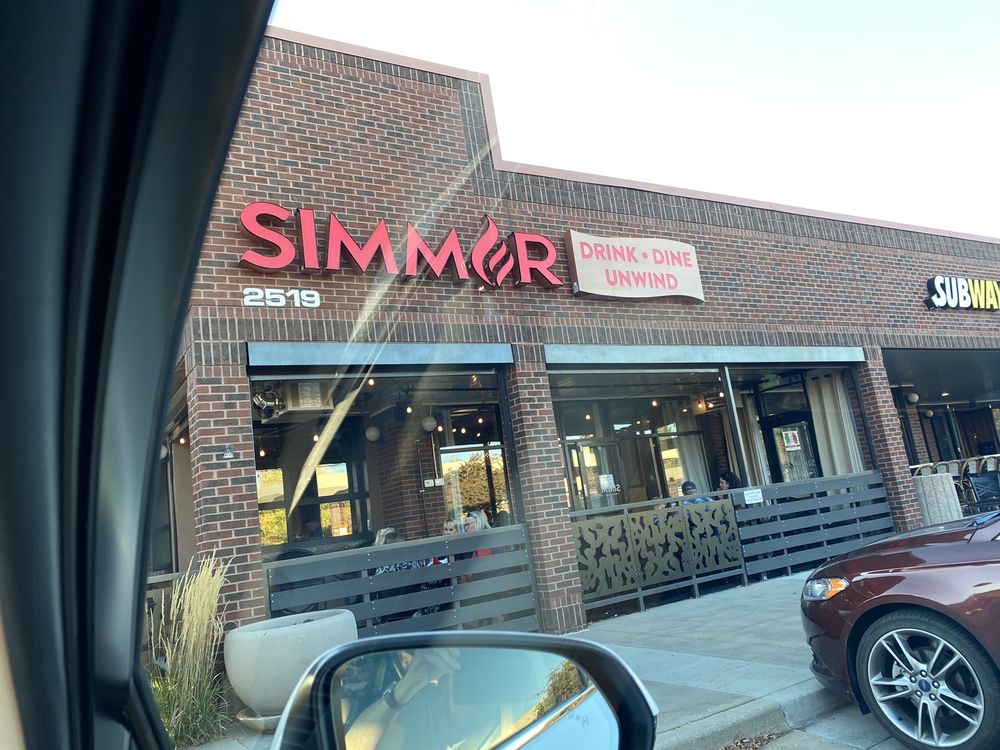 SIMMER
DRINK • DINE
UNWIND
2519
SUBWAY